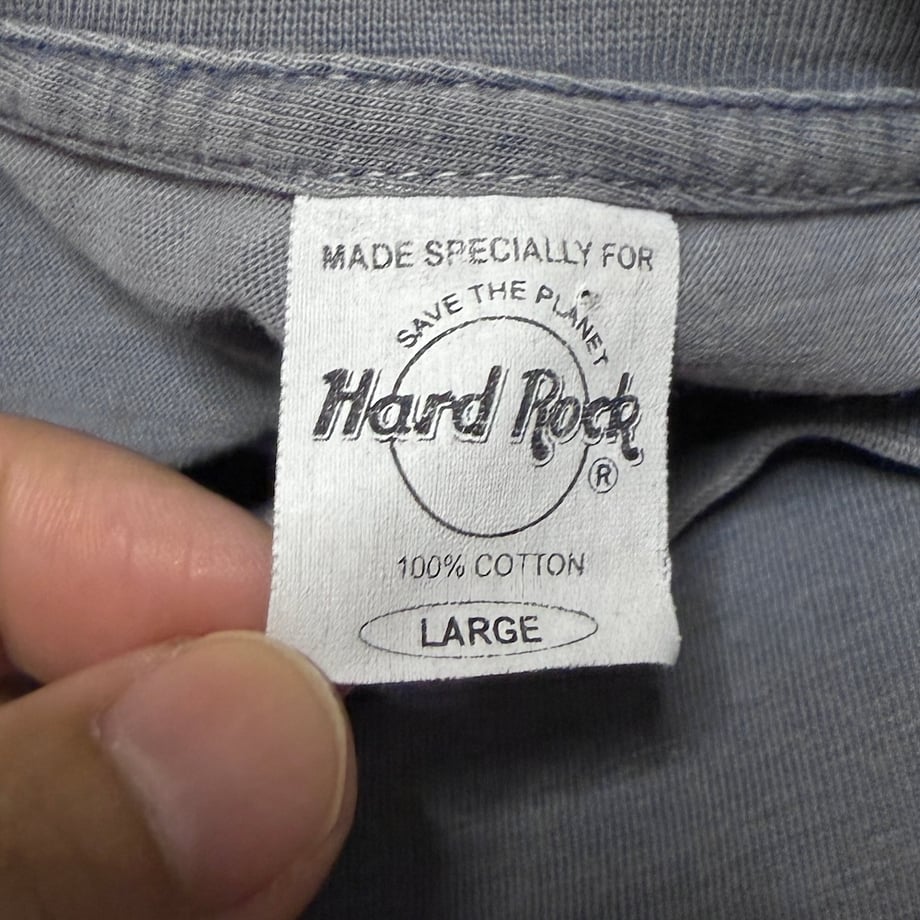 MADE SPECIALLY FOR
SAVE THE PLANET
Hard Rock
®
100% COTTON
LARGE